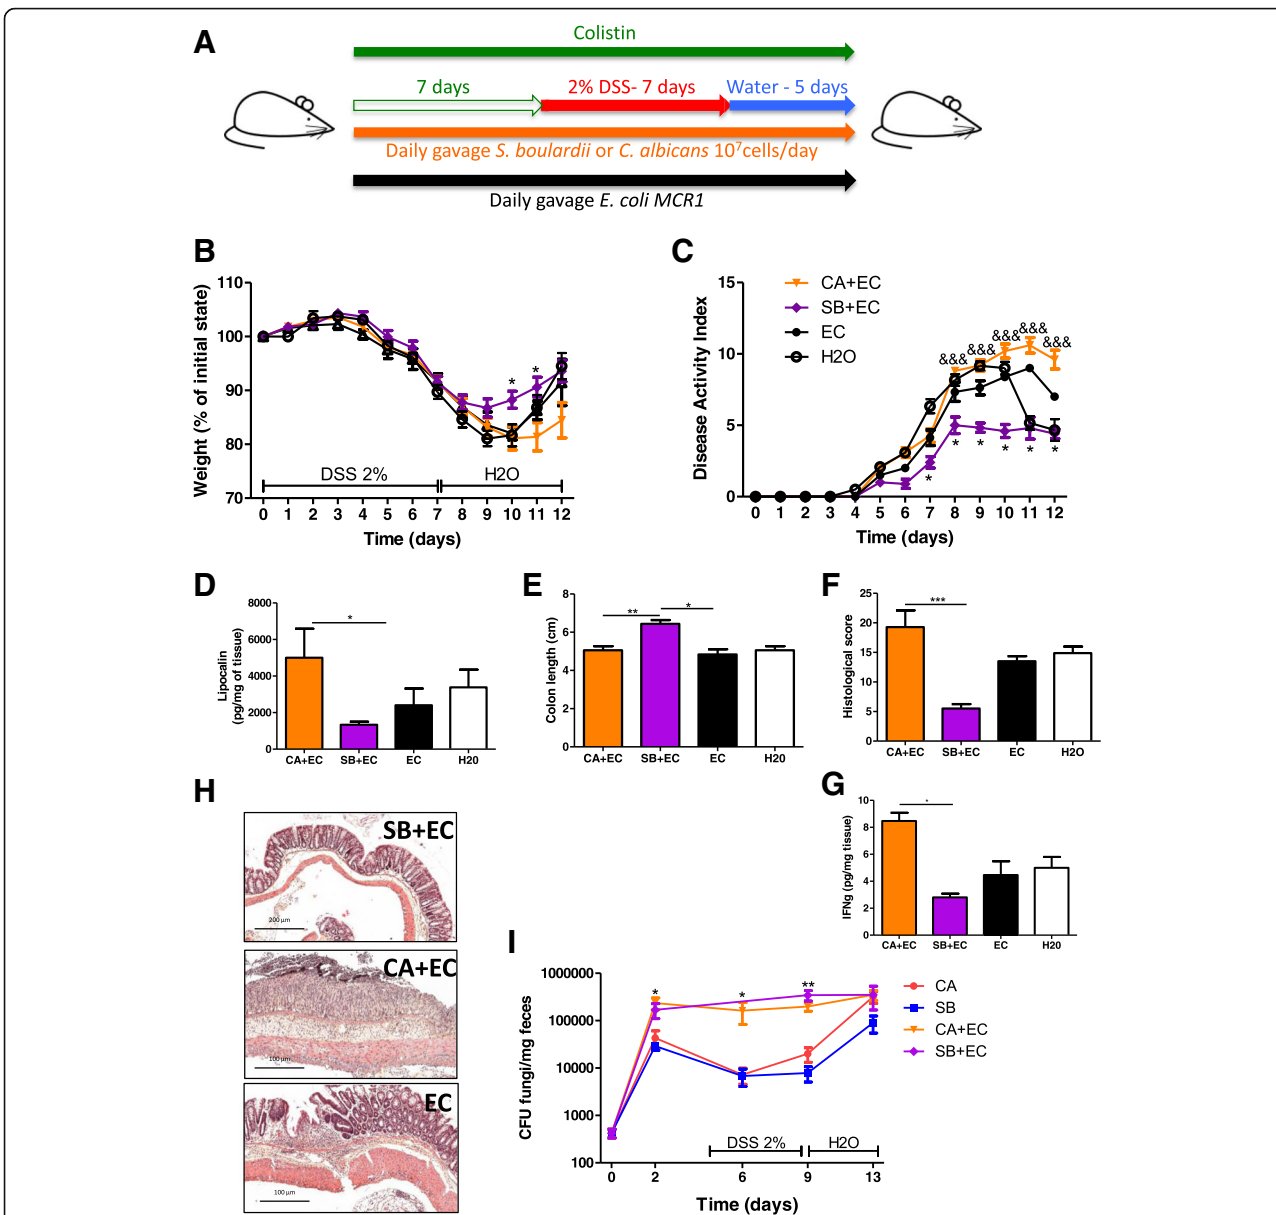 A
Colistin
7 days
2% DSS- 7 days
Water - 5 days
Daily gavage S. boulardii or C. albicans 10⁷cells/day
Daily gavage E. coli MCR1
B
Weight (% of initial state)
110
100
90
80
70
* *
DSS 2%
H2O
0 1 2 3 4 5 6 7 8 9 10 11 12
Time (days)
C
Disease Activity Index
15
10
5
0
CA+EC
SB+EC
EC
H2O
&&& &&& &&& &&& &&&
* * * * * *
0 1 2 3 4 5 6 7 8 9 10 11 12
Time (days)
D
Lipocalin
(pg/mg of tissue)
8000
6000
4000
2000
0
*
CA+EC SB+EC EC H20
E
Colon length (cm)
8
6
4
2
0
** *
CA+EC SB+EC EC H20
F
Histological score
25
20
15
10
5
0
***
CA+EC SB+EC EC H2O
G
IFNg (pg/mg tissue)
10
8
6
4
2
0
*
CA+EC SB+EC EC H20
H
SB+EC
200 µm
CA+EC
100 µm
EC
100 µm
I
CFU fungi/mg feces
1000000
100000
10000
1000
100
* * **
CA
SB
CA+EC
SB+EC
DSS 2%
H2O
0 2 6 9 13
Time (days)